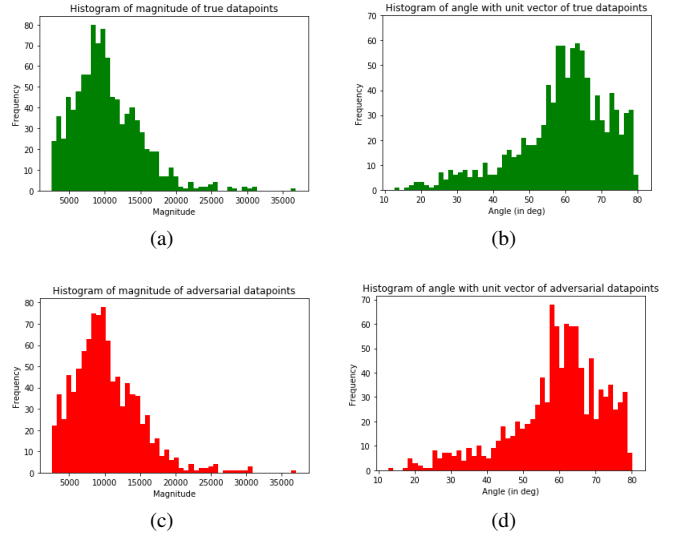 Histogram of magnitude of true datapoints
80
70
60
50
40
30
20
10
0
Frequency
5000 10000 15000 20000 25000 30000 35000
Magnitude
(a)
Histogram of angle with unit vector of true datapoints
70
60
50
40
30
20
10
0
Frequency
10 20 30 40 50 60 70 80
Angle (in deg)
(b)
Histogram of magnitude of adversarial datapoints
80
70
60
50
40
30
20
10
0
Frequency
5000 10000 15000 20000 25000 30000 35000
Magnitude
(c)
Histogram of angle with unit vector of adversarial datapoints
70
60
50
40
30
20
10
0
Frequency
10 20 30 40 50 60 70 80
Angle (in deg)
(d)